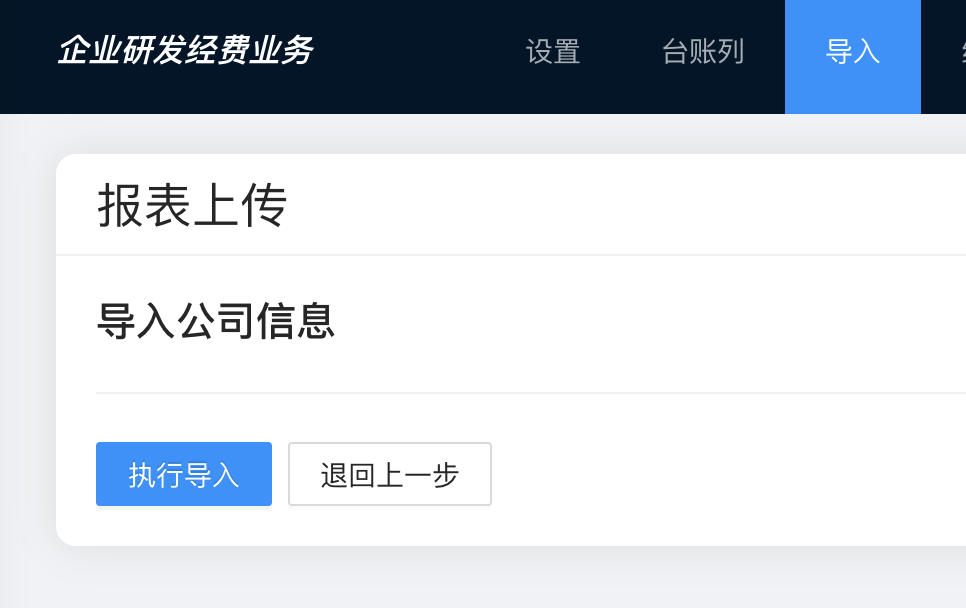 企业研发经费业务
设置 台账列 导入
报表上传
导入公司信息
执行导入 退回上一步